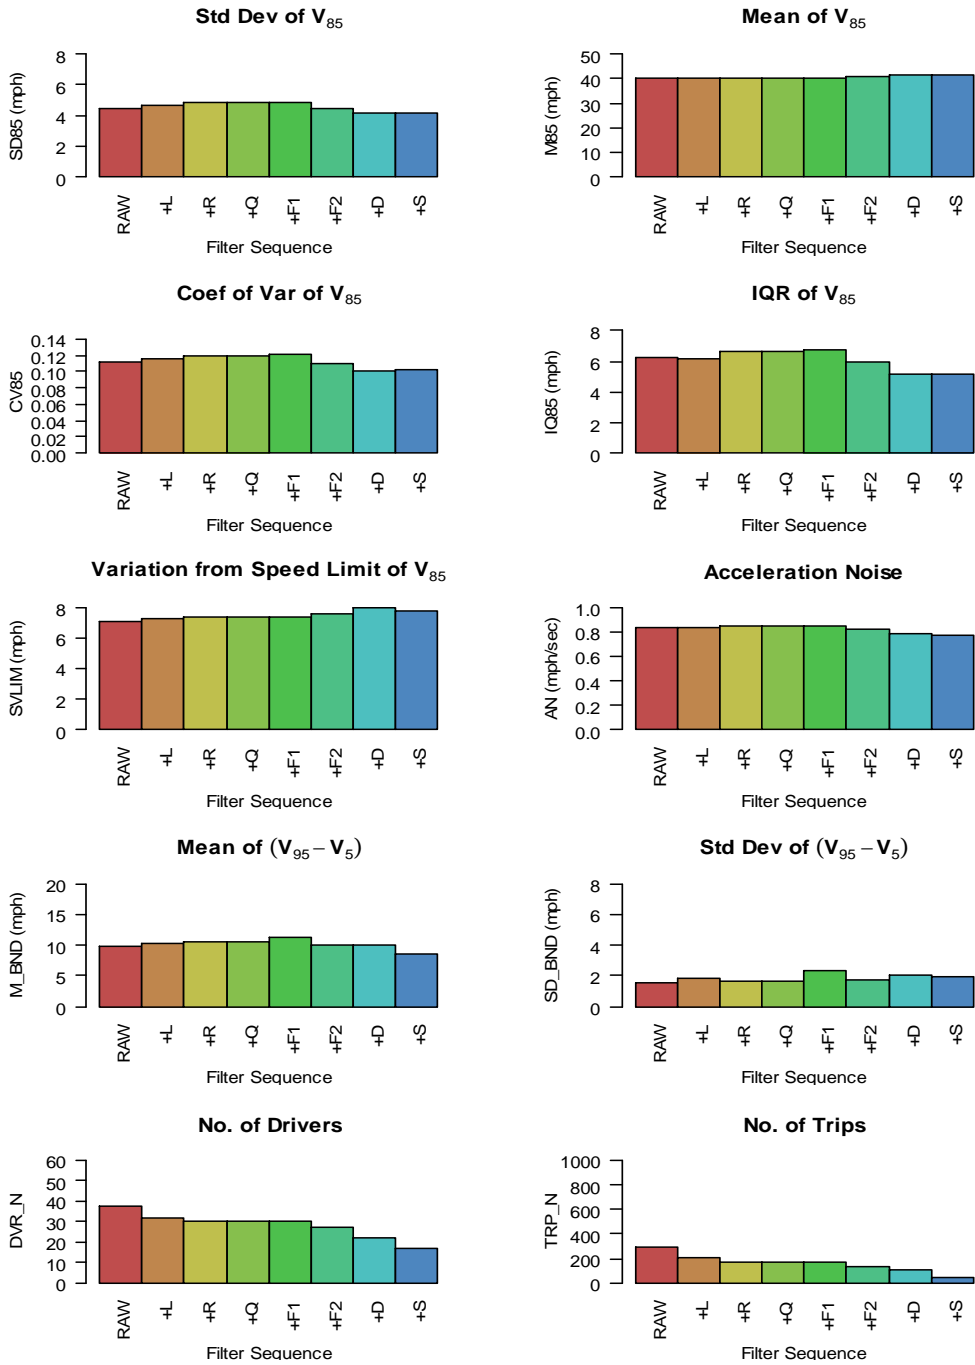 Std Dev of V85
SD85 (mph)
8
6
4
2
0
RAW +L +R +Q +F1 +F2 +D +S
Filter Sequence
Mean of V85
M85 (mph)
50
40
30
20
10
0
RAW +L +R +Q +F1 +F2 +D +S
Filter Sequence
Coef of Var of V85
CV85
0.14
0.12
0.10
0.08
0.06
0.04
0.02
0.00
RAW +L +R +Q +F1 +F2 +D +S
Filter Sequence
IQR of V85
IQ85 (mph)
8
6
4
2
0
RAW +L +R +Q +F1 +F2 +D +S
Filter Sequence
Variation from Speed Limit of V85
SVLIM (mph)
8
6
4
2
0
RAW +L +R +Q +F1 +F2 +D +S
Filter Sequence
Acceleration Noise
AN (mph/sec)
1.0
0.8
0.6
0.4
0.2
0.0
RAW +L +R +Q +F1 +F2 +D +S
Filter Sequence
Mean of (V95 − V5)
M_BND (mph)
20
15
10
5
0
RAW +L +R +Q +F1 +F2 +D +S
Filter Sequence
Std Dev of (V95 − V5)
SD_BND (mph)
8
6
4
2
0
RAW +L +R +Q +F1 +F2 +D +S
Filter Sequence
No. of Drivers
DVR_N
60
50
40
30
20
10
0
RAW +L +R +Q +F1 +F2 +D +S
Filter Sequence
No. of Trips
TRP_N
1000
800
600
400
200
0
RAW +L +R +Q +F1 +F2 +D +S
Filter Sequence